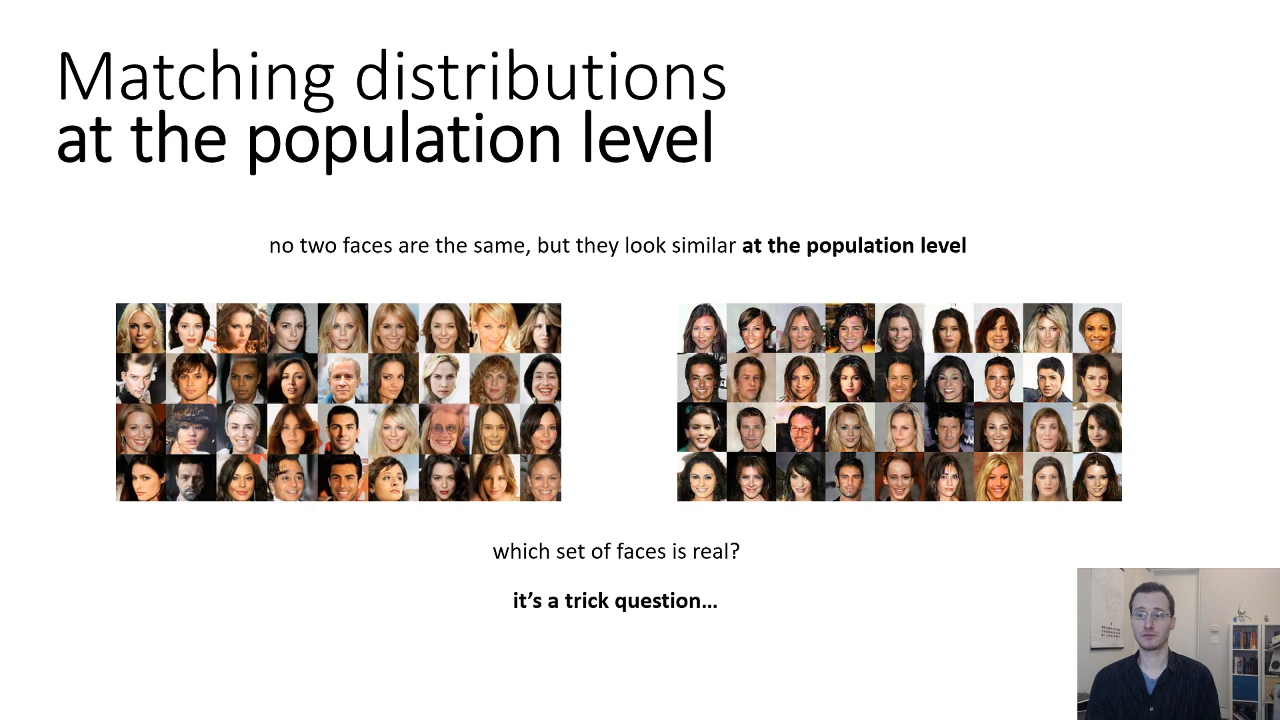 Matching distributions
at the population level
no two faces are the same, but they look similar at the population level
which set of faces is real?
it’s a trick question…